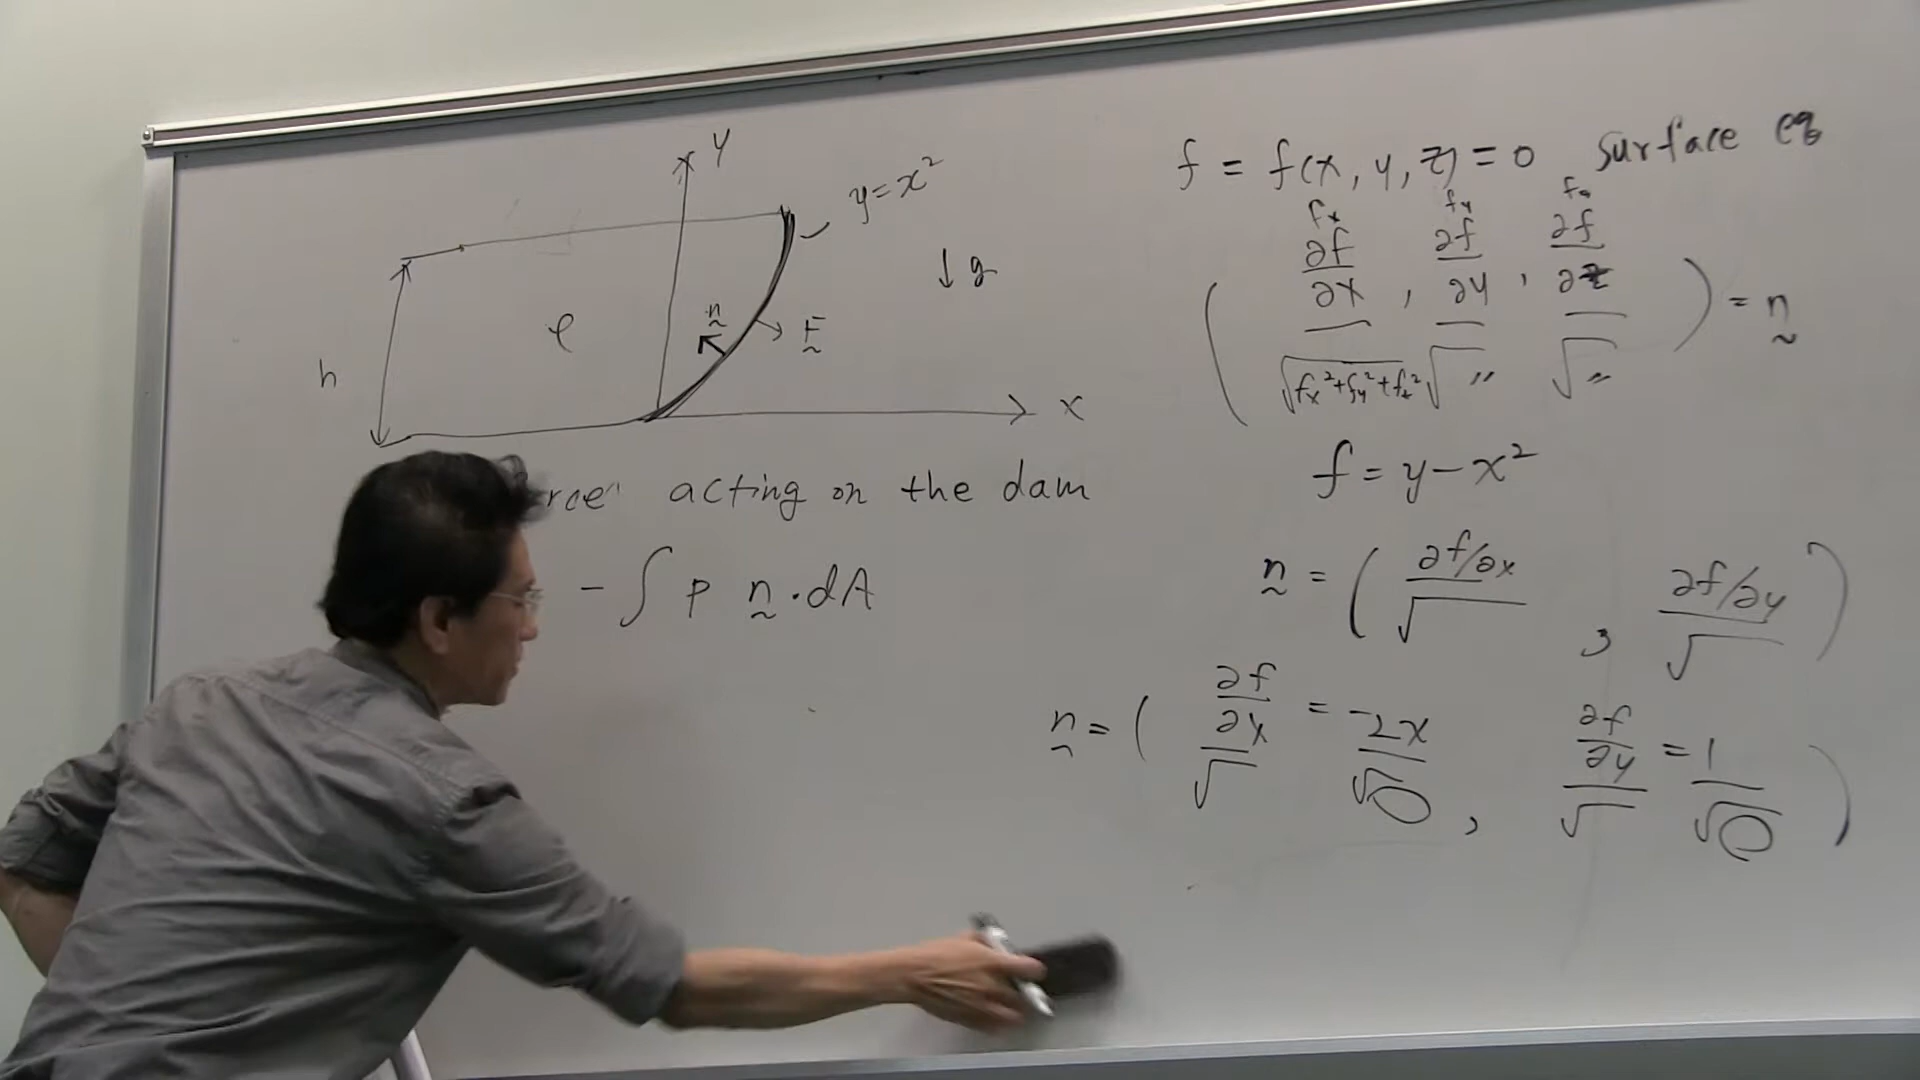 y
y = x²
↓ g
ρ
n
F
h
x
acting on the dam
- ∫ p n · dA
f = f(x, y, z) = 0 surface eq
fx fy fz
( ∂f/∂x / √(fx² + fy² + fz²) , ∂f/∂y / √〃 , ∂f/∂z / √〃 ) = n
f = y - x²
n = ( ∂f/∂x / √ , ∂f/∂y / √ )
n = ( ∂f/∂x / √ = -2x / √ , ∂f/∂y / √ = 1 / √ )